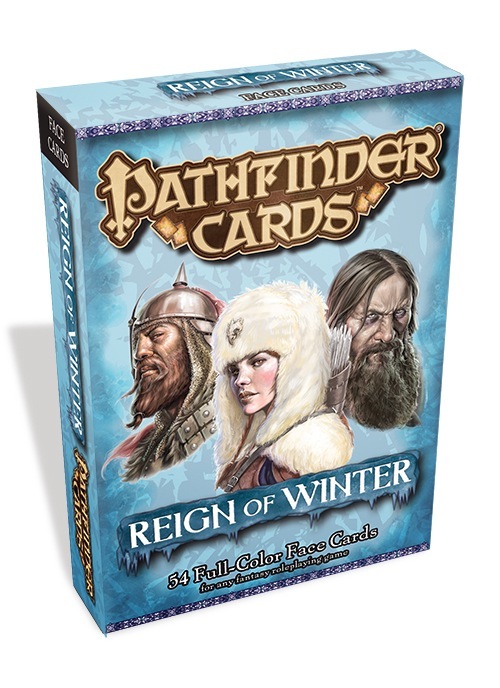 REIGN OF WINTER
FACE CARDS
FACE
CARDS
PATHFINDER®
CARDS™
REIGN OF WINTER
PATHFINDER
CARDS
REIGN OF WINTER
54 Full-Color Face Cards
for any fantasy roleplaying game